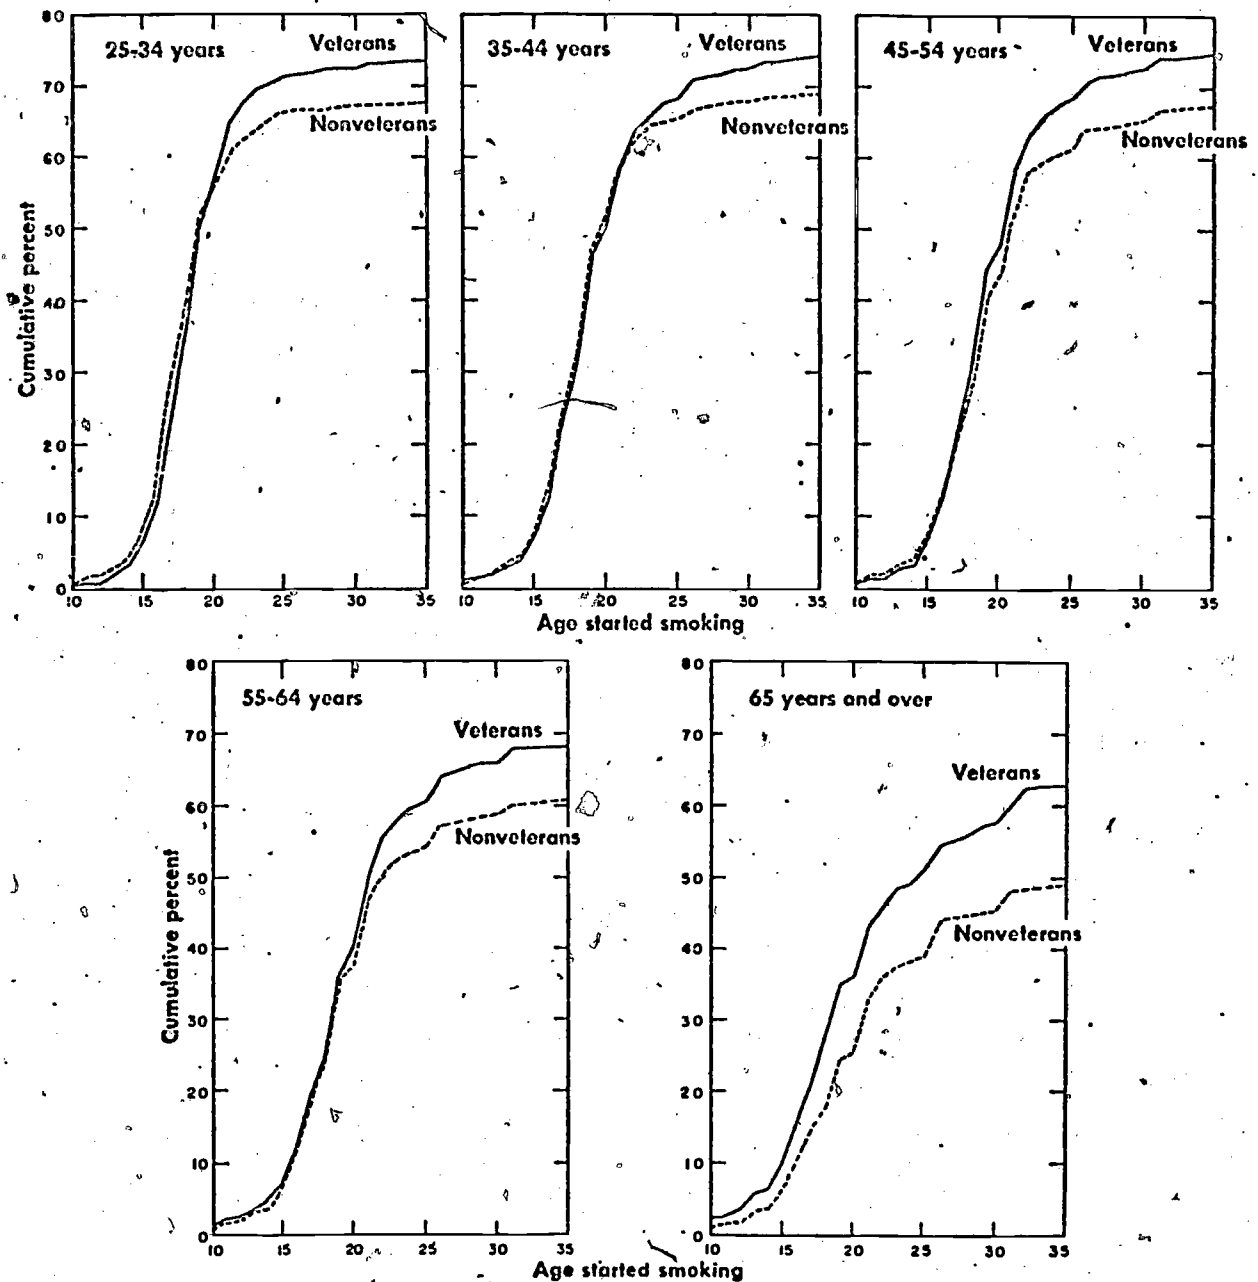 80
70
60
50
40
30
20
10
0
Cumulative percent
25-34 years
Veterans
Nonveterans
10 15 20 25 30 35
35-44 years
Veterans
Nonveterans
10 15 20 25 30 35
45-54 years
Veterans
Nonveterans
10 15 20 25 30 35
Age started smoking
80
70
60
50
40
30
20
10
0
Cumulative percent
55-64 years
Veterans
Nonveterans
10 15 20 25 30 35
80
70
60
50
40
30
20
10
0
65 years and over
Veterans
Nonveterans
10 15 20 25 30 35
Age started smoking